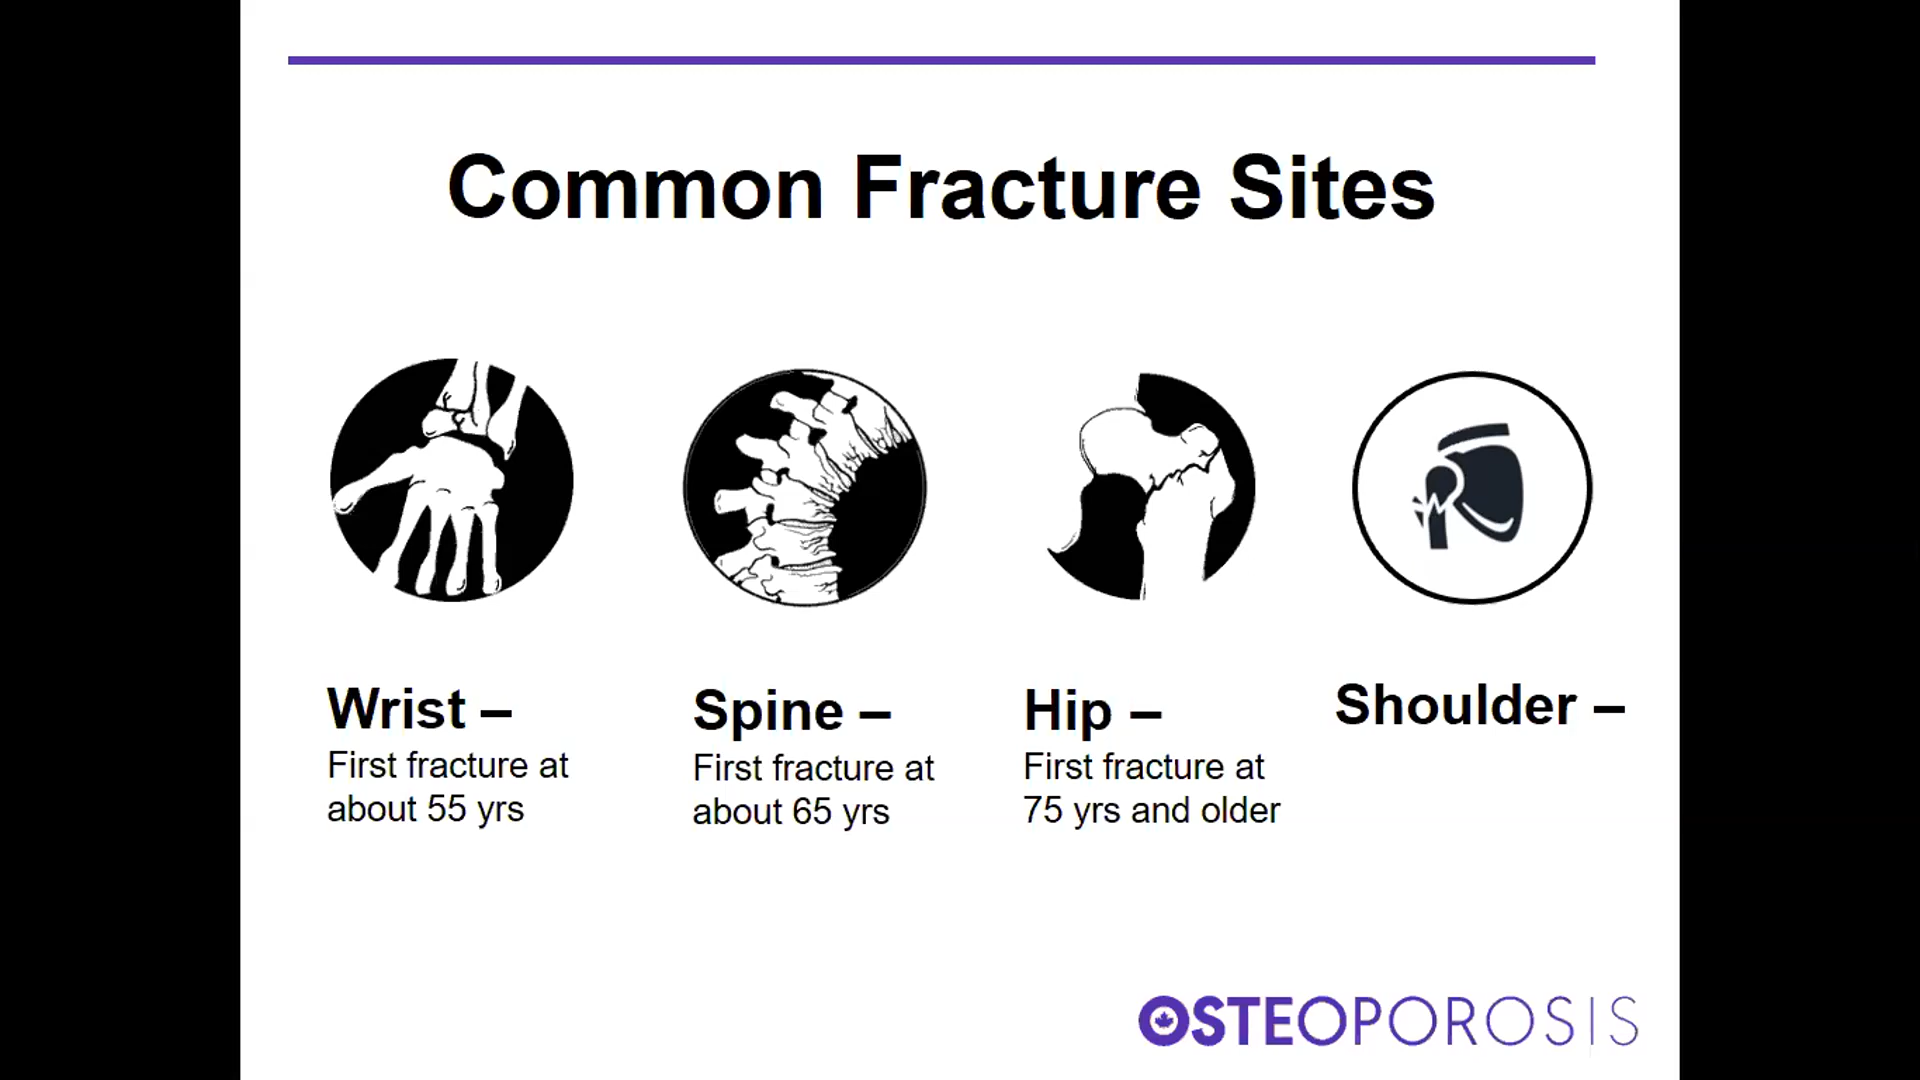 Common Fracture Sites
Wrist –
First fracture at
about 55 yrs
Spine –
First fracture at
about 65 yrs
Hip –
First fracture at
75 yrs and older
Shoulder –
OSTEOPOROSIS